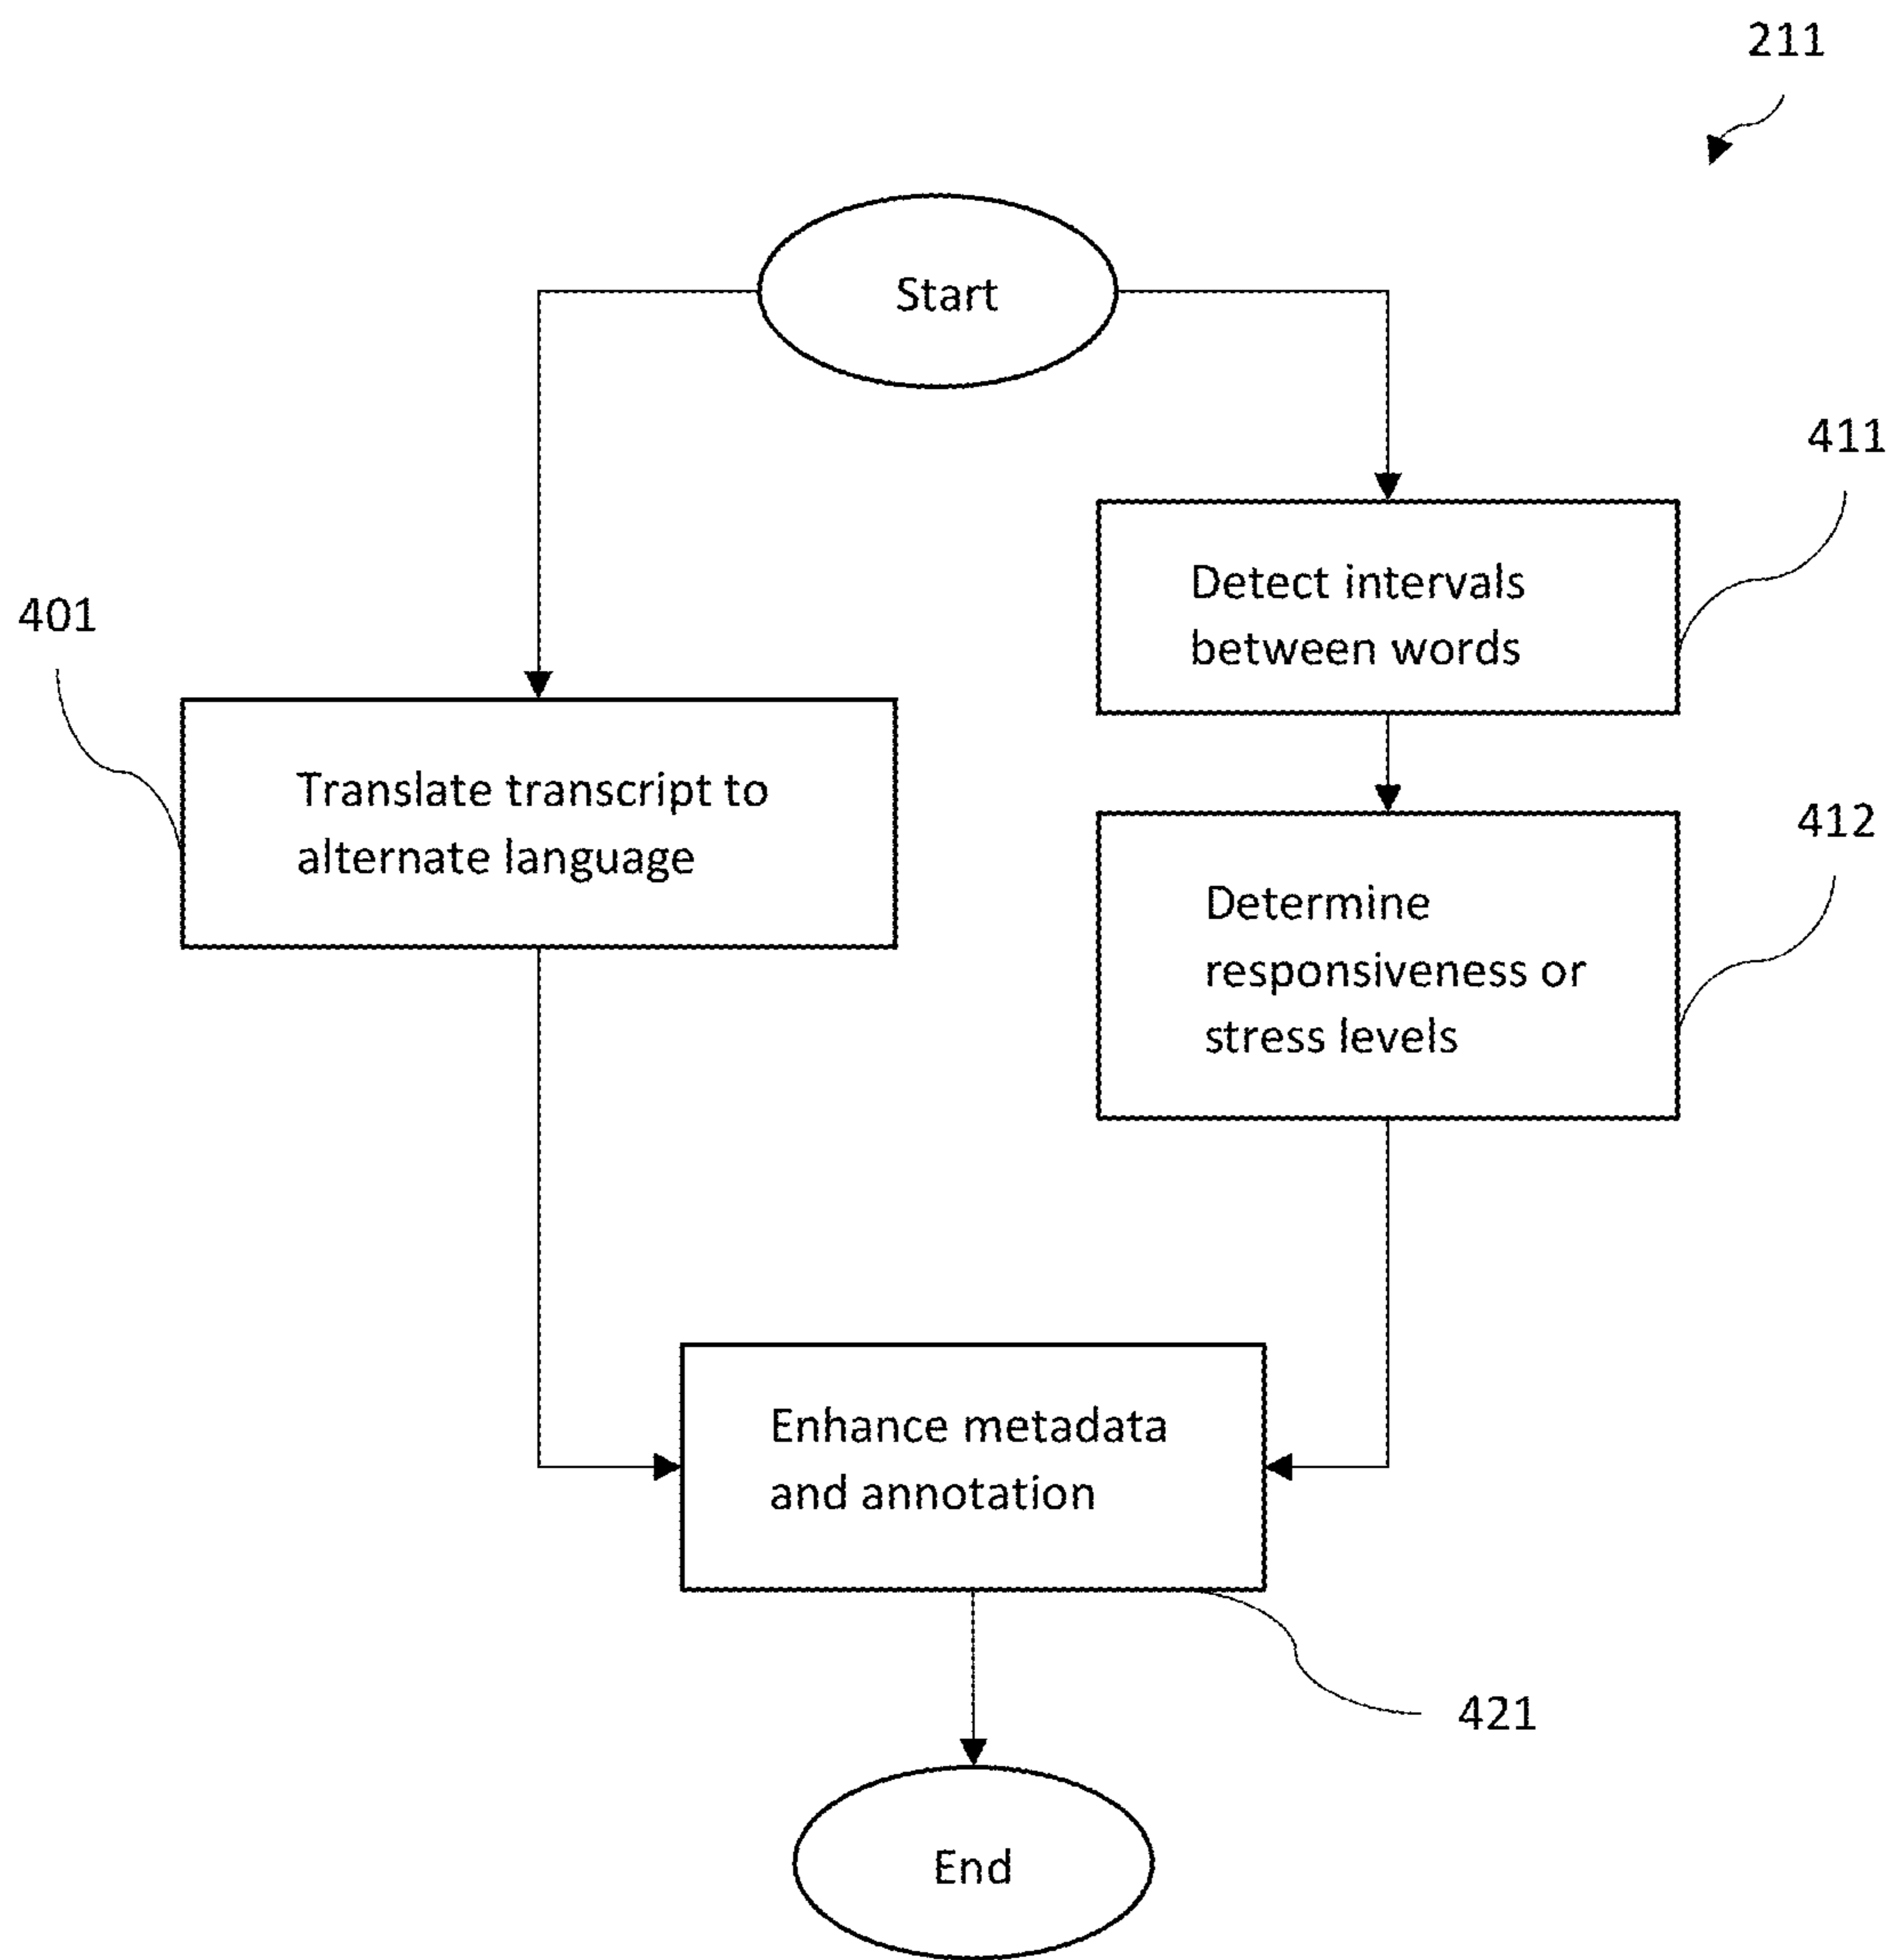 211
Start
411
Detect intervals
between words
401
Translate transcript to
alternate language
412
Determine
responsiveness or
stress levels
Enhance metadata
and annotation
421
End